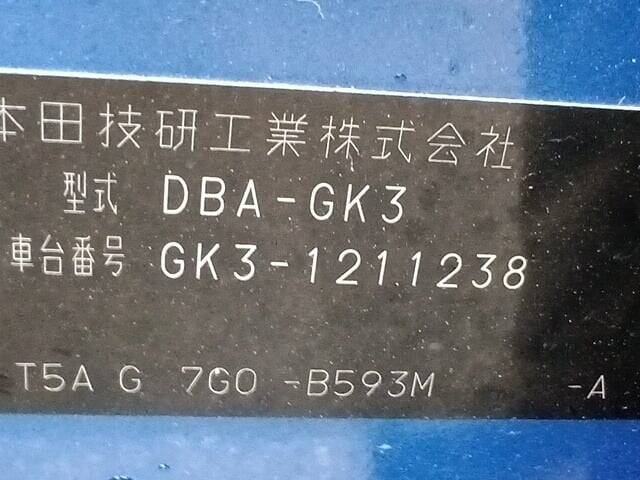 本田技研工業株式会社
型式 DBA-GK3
車台番号 GK3-1211238
T5A G 7G0 -B593M -A